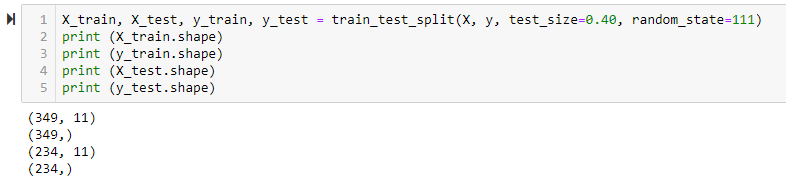 1 X_train, X_test, y_train, y_test = train_test_split(X, y, test_size=0.40, random_state=111)
2 print (X_train.shape)
3 print (y_train.shape)
4 print (X_test.shape)
5 print (y_test.shape)
(349, 11)
(349,)
(234, 11)
(234,)